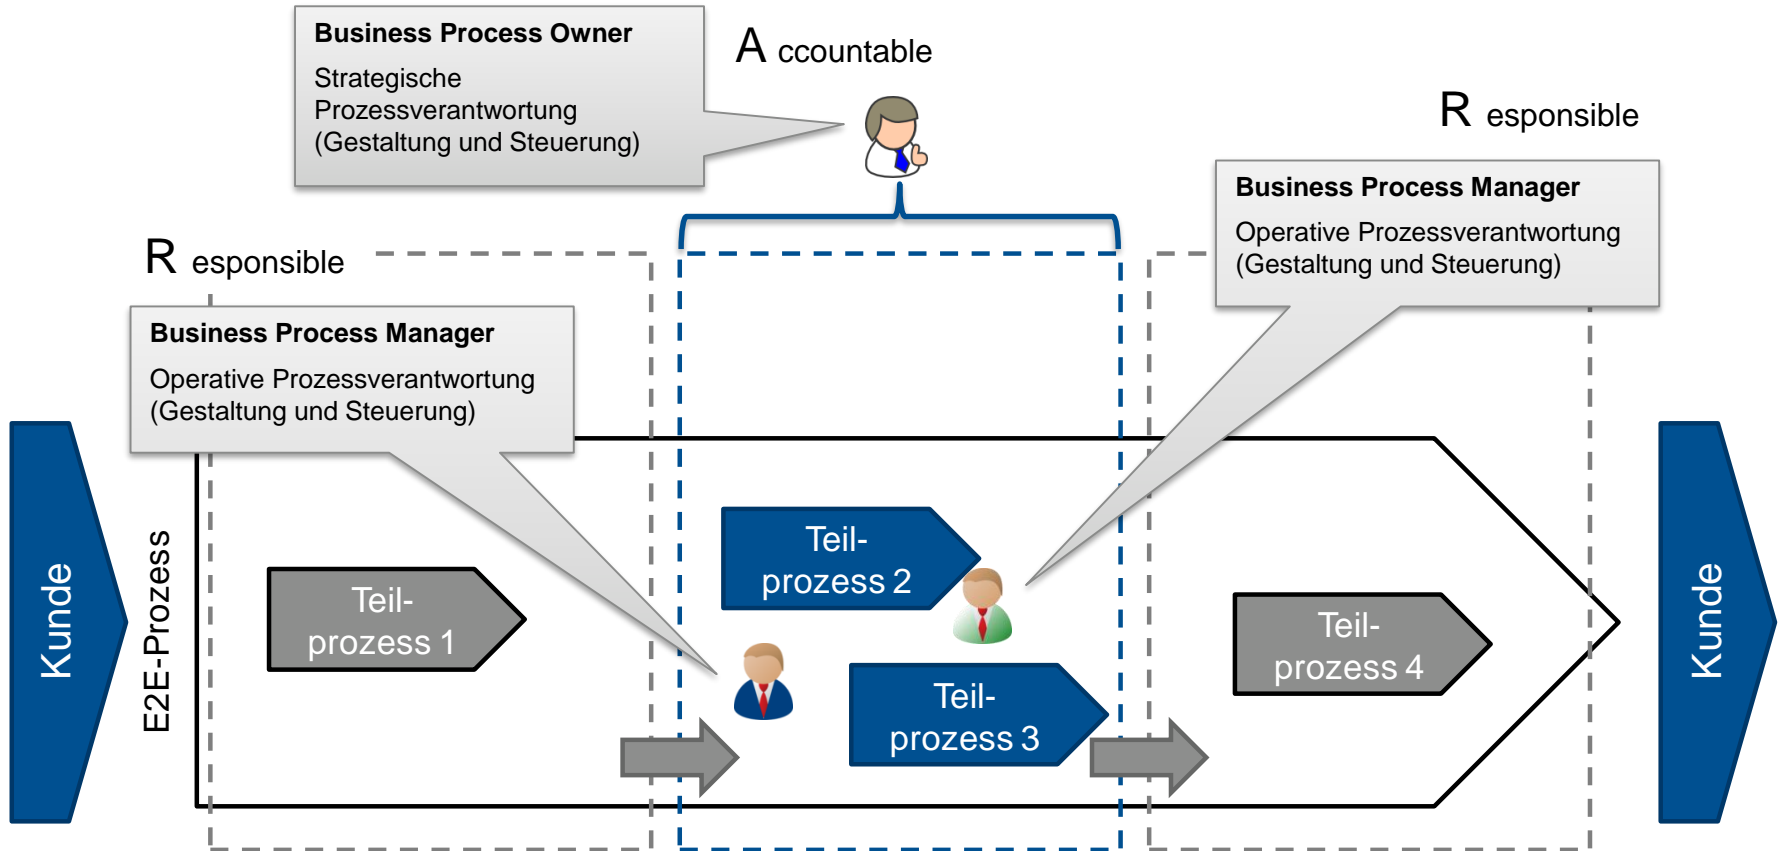 Business Process Owner
Strategische
Prozessverantwortung
(Gestaltung und Steuerung)
A ccountable
R esponsible
Business Process Manager
Operative Prozessverantwortung
(Gestaltung und Steuerung)
R esponsible
Business Process Manager
Operative Prozessverantwortung
(Gestaltung und Steuerung)
Kunde
E2E-Prozess
Teil-
prozess 1
Teil-
prozess 2
Teil-
prozess 3
Teil-
prozess 4
Kunde